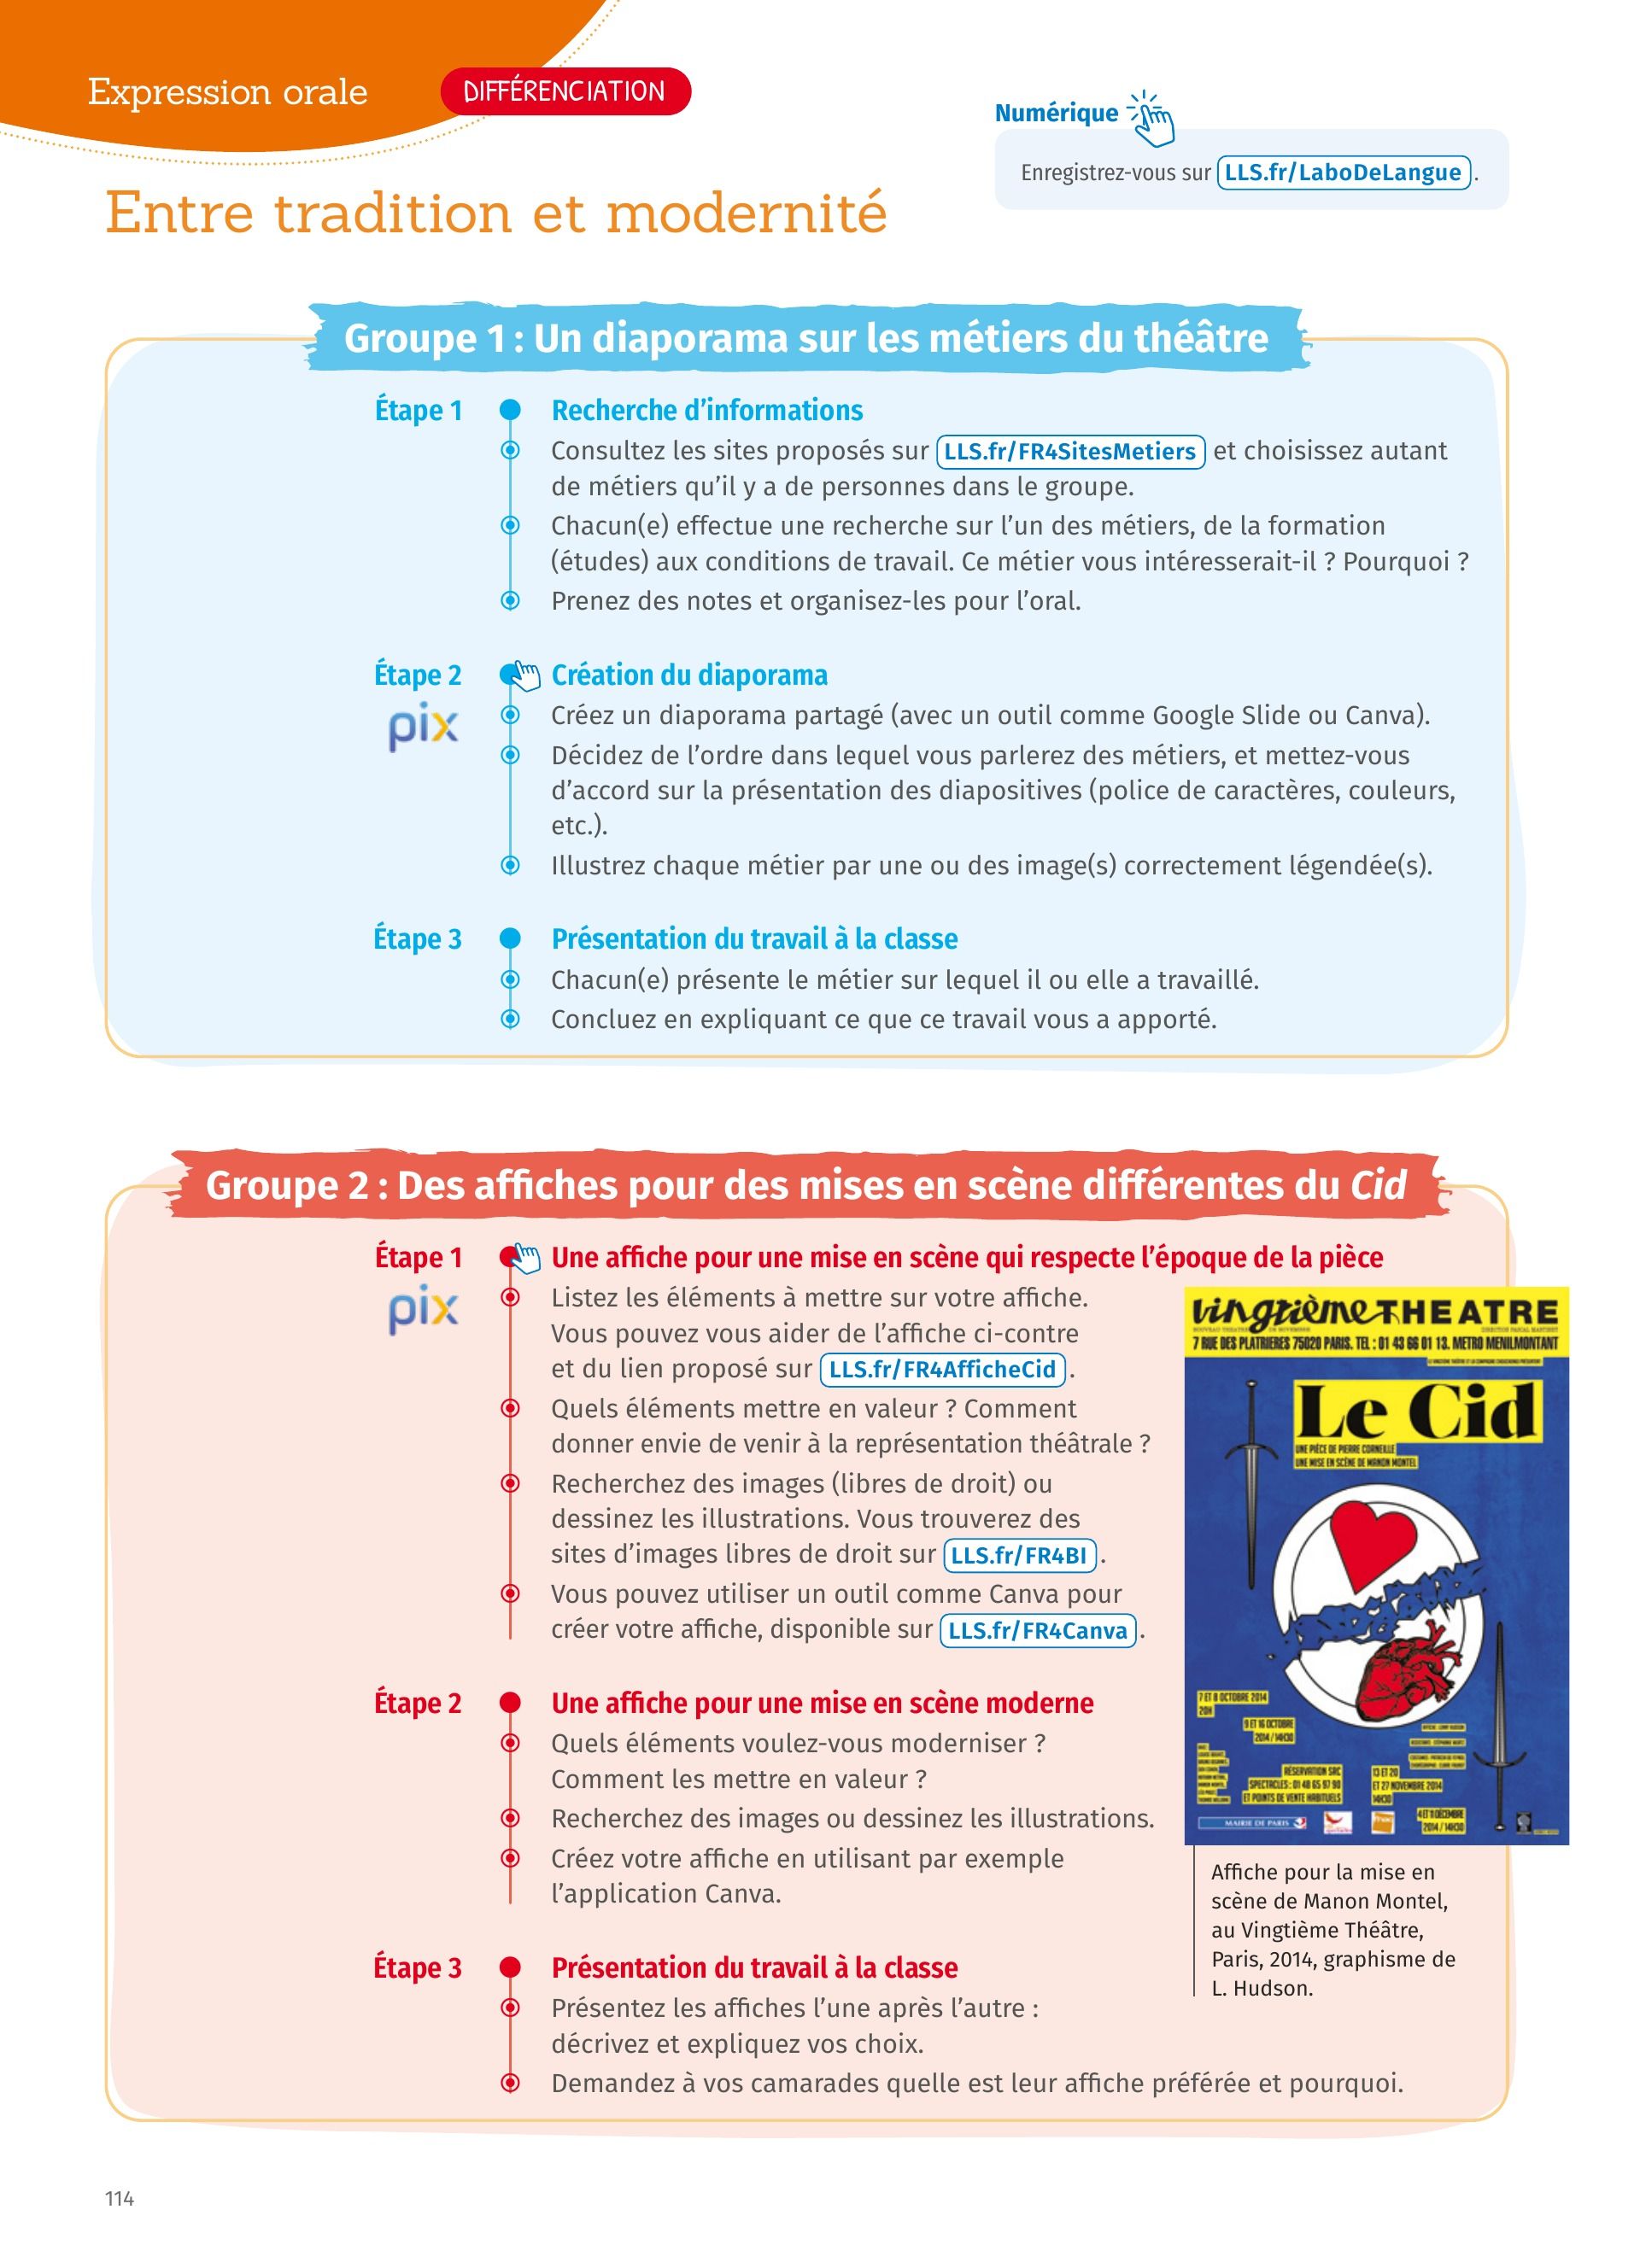 Expression orale
DIFFÉRENCIATION
Numérique
Enregistrez-vous sur LLS.fr/LaboDeLangue.
Entre tradition et modernité
Groupe 1 : Un diaporama sur les métiers du théâtre
Étape 1
Recherche d’informations
Consultez les sites proposés sur LLS.fr/FR4SitesMetiers et choisissez autant
de métiers qu’il y a de personnes dans le groupe.
Chacun(e) effectue une recherche sur l’un des métiers, de la formation
(études) aux conditions de travail. Ce métier vous intéresserait-il ? Pourquoi ?
Prenez des notes et organisez-les pour l’oral.
Étape 2
pix
Création du diaporama
Créez un diaporama partagé (avec un outil comme Google Slide ou Canva).
Décidez de l’ordre dans lequel vous parlerez des métiers, et mettez-vous
d’accord sur la présentation des diapositives (police de caractères, couleurs,
etc.).
Illustrez chaque métier par une ou des image(s) correctement légendée(s).
Étape 3
Présentation du travail à la classe
Chacun(e) présente le métier sur lequel il ou elle a travaillé.
Concluez en expliquant ce que ce travail vous a apporté.
Groupe 2 : Des affiches pour des mises en scène différentes du Cid
Étape 1
pix
Une affiche pour une mise en scène qui respecte l’époque de la pièce
Listez les éléments à mettre sur votre affiche.
Vous pouvez vous aider de l’affiche ci-contre
et du lien proposé sur LLS.fr/FR4AfficheCid.
Quels éléments mettre en valeur ? Comment
donner envie de venir à la représentation théâtrale ?
Recherchez des images (libres de droit) ou
dessinez les illustrations. Vous trouverez des
sites d’images libres de droit sur LLS.fr/FR4BI.
Vous pouvez utiliser un outil comme Canva pour
créer votre affiche, disponible sur LLS.fr/FR4Canva.
Étape 2
Une affiche pour une mise en scène moderne
Quels éléments voulez-vous moderniser ?
Comment les mettre en valeur ?
Recherchez des images ou dessinez les illustrations.
Créez votre affiche en utilisant par exemple
l’application Canva.
Étape 3
Présentation du travail à la classe
Présentez les affiches l’une après l’autre :
décrivez et expliquez vos choix.
Demandez à vos camarades quelle est leur affiche préférée et pourquoi.
vingtième THEATRE
7 RUE DES PLATRIERES 75020 PARIS. TEL : 01 43 66 01 13. METRO MENILMONTANT
Le Cid
UNE PIÈCE DE PIERRE CORNEILLE
UNE MISE EN SCÈNE DE MANON MONTEL
7 ET 8 OCTOBRE 2014
20H
9 ET 16 OCTOBRE
2014 / 14H30
RÉSERVATION SRC
SPECTACLES : 01 48 65 97 90
ET POINTS DE VENTE HABITUELS
13 ET 20
ET 27 NOVEMBRE 2014
14H30
4 ET 11 DÉCEMBRE
2014 / 14H30
MAIRIE DE PARIS
Affiche pour la mise en
scène de Manon Montel,
au Vingtième Théâtre,
Paris, 2014, graphisme de
L. Hudson.
114